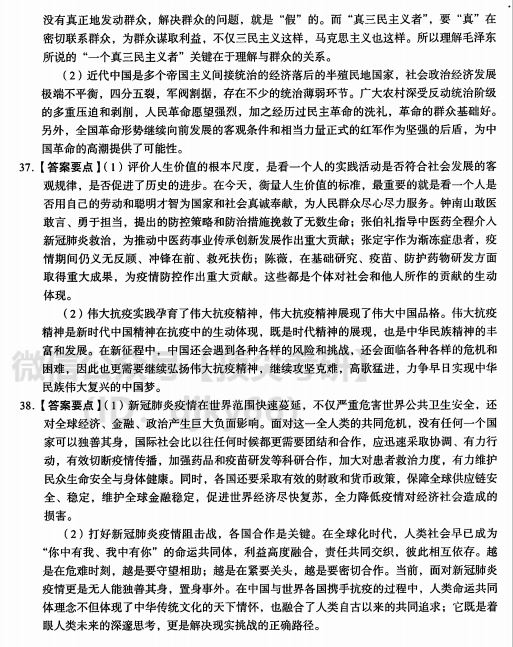 没有真正地发动群众，解决群众的问题，就是“假”的。而“真三民主义者”，要“真”在
密切联系群众，为群众谋取利益，不仅三民主义这样，马克思主义也这样。所以理解毛泽东
所说的“一个真三民主义者”关键在于理解与群众的关系。
（2）近代中国是多个帝国主义间接统治的经济落后的半殖民地国家，社会政治经济发展
极端不平衡，四分五裂，军阀割据，存在不少的统治薄弱环节。广大农村深受反动统治阶级
的多重压迫和剥削，人民革命愿望强烈，加之经历过民主革命的洗礼，革命的群众基础好。
另外，全国革命形势继续向前发展的客观条件和相当力量正式的红军作为坚强的后盾，为中
国革命的高潮提供了可能性。
37.【答案要点】（1）评价人生价值的根本尺度，是看一个人的实践活动是否符合社会发展的客
观规律，是否促进了历史的进步。在今天，衡量人生价值的标准，最重要的就是看一个人是
否用自己的劳动和聪明才智为国家和社会真诚奉献，为人民群众尽心尽力服务。钟南山敢医
敢言、勇于担当，提出的防控策略和防治措施挽救了无数生命；张伯礼指导中医药全程介入
新冠肺炎救治，为推动中医药事业传承创新发展作出重大贡献；张定宇作为渐冻症患者，疫
情期间仍义无反顾、冲锋在前、救死扶伤；陈薇，在基础研究、疫苗、防护药物研发方面
取得重大成果，为疫情防控作出重大贡献。这些都是个体对社会和他人所作的贡献的生动
体现。
（2）伟大抗疫实践孕育了伟大抗疫精神，伟大抗疫精神展现了伟大中国品格。伟大抗疫
精神是新时代中国精神在抗疫中的生动体现，既是时代精神的展现，也是中华民族精神的丰
富和发展。在新征程中，中国还会遇到各种各样的风险和挑战，还会面临各种各样的危机和
困难，因此也更需要继续弘扬伟大抗疫精神，继续攻坚克难，高歌猛进，力争早日实现中华
民族伟大复兴的中国梦。
38.【答案要点】（1）新冠肺炎疫情在世界范围快速蔓延，不仅严重危害世界公共卫生安全，还
对全球经济、金融、政治产生巨大负面影响。面对这一全人类的共同危机，没有任何一个国
家可以独善其身，国际社会比以往任何时候都更需要团结和合作，应迅速采取协调、有力行
动，有效切断疫情传播，加强药品和疫苗研发等科研合作，加大对患者救治力度，有力维护
民众生命安全与身体健康。同时，各国还要采取有效的财政和货币政策，保障全球供应链安
全、稳定，维护全球金融稳定，促进世界经济尽快复苏，全力降低疫情对经济社会造成的
损害。
（2）打好新冠肺炎疫情阻击战，各国合作是关键。在全球化时代，人类社会早已成为
“你中有我、我中有你”的命运共同体，利益高度融合，责任共同交织，彼此相互依存。越
是在危难时刻，越是要守望相助；越是在紧要关头，越是要密切合作。当前，面对新冠肺炎
疫情更是无人能独善其身，置身事外。在中国与世界各国携手抗疫的过程中，人类命运共同
体理念不但体现了中华传统文化的天下情怀，也融合了人类自古以来的共同追求；它既是着
眼人类未来的深邃思考，更是解决现实挑战的正确路径。